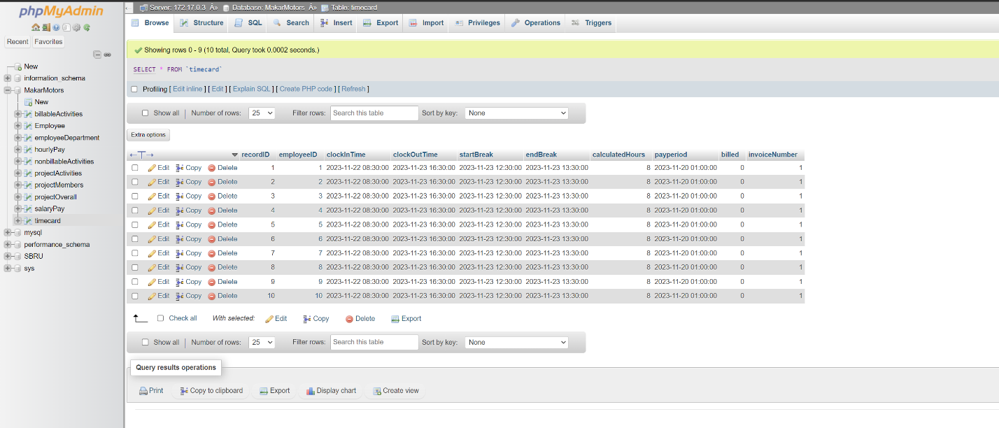 phpMyAdmin
Recent Favorites
New
information_schema
MakarMotors
New
billableActivities
Employee
employeeDepartment
hourlyPay
nonbillableActivities
projectActivities
projectMembers
projectOverall
salaryPay
timecard
mysql
performance_schema
SBRU
sys
Server: 172.17.0.3 Â» Database: MakarMotors Â» Table: timecard
Browse Structure SQL Search Insert Export Import Privileges Operations Triggers
Showing rows 0 - 9 (10 total, Query took 0.0002 seconds.)
SELECT * FROM `timecard`
Profiling [ Edit inline ] [ Edit ] [ Explain SQL ] [ Create PHP code ] [ Refresh ]
Show all | Number of rows: 25 Filter rows: Search this table Sort by key: None
Extra options
←T→ recordID employeeID clockInTime clockOutTime startBreak endBreak calculatedHours payperiod billed invoiceNumber
Edit Copy Delete 1 1 2023-11-22 08:30:00 2023-11-23 16:30:00 2023-11-23 12:30:00 2023-11-23 13:30:00 8 2023-11-20 01:00:00 0 1
Edit Copy Delete 2 2 2023-11-22 08:30:00 2023-11-23 16:30:00 2023-11-23 12:30:00 2023-11-23 13:30:00 8 2023-11-20 01:00:00 0 1
Edit Copy Delete 3 3 2023-11-22 08:30:00 2023-11-23 16:30:00 2023-11-23 12:30:00 2023-11-23 13:30:00 8 2023-11-20 01:00:00 0 1
Edit Copy Delete 4 4 2023-11-22 08:30:00 2023-11-23 16:30:00 2023-11-23 12:30:00 2023-11-23 13:30:00 8 2023-11-20 01:00:00 0 1
Edit Copy Delete 5 5 2023-11-22 08:30:00 2023-11-23 16:30:00 2023-11-23 12:30:00 2023-11-23 13:30:00 8 2023-11-20 01:00:00 0 1
Edit Copy Delete 6 6 2023-11-22 08:30:00 2023-11-23 16:30:00 2023-11-23 12:30:00 2023-11-23 13:30:00 8 2023-11-20 01:00:00 0 1
Edit Copy Delete 7 7 2023-11-22 08:30:00 2023-11-23 16:30:00 2023-11-23 12:30:00 2023-11-23 13:30:00 8 2023-11-20 01:00:00 0 1
Edit Copy Delete 8 8 2023-11-22 08:30:00 2023-11-23 16:30:00 2023-11-23 12:30:00 2023-11-23 13:30:00 8 2023-11-20 01:00:00 0 1
Edit Copy Delete 9 9 2023-11-22 08:30:00 2023-11-23 16:30:00 2023-11-23 12:30:00 2023-11-23 13:30:00 8 2023-11-20 01:00:00 0 1
Edit Copy Delete 10 10 2023-11-22 08:30:00 2023-11-23 16:30:00 2023-11-23 12:30:00 2023-11-23 13:30:00 8 2023-11-20 01:00:00 0 1
Check all With selected: Edit Copy Delete Export
Show all | Number of rows: 25 Filter rows: Search this table Sort by key: None
Query results operations
Print Copy to clipboard Export Display chart Create view